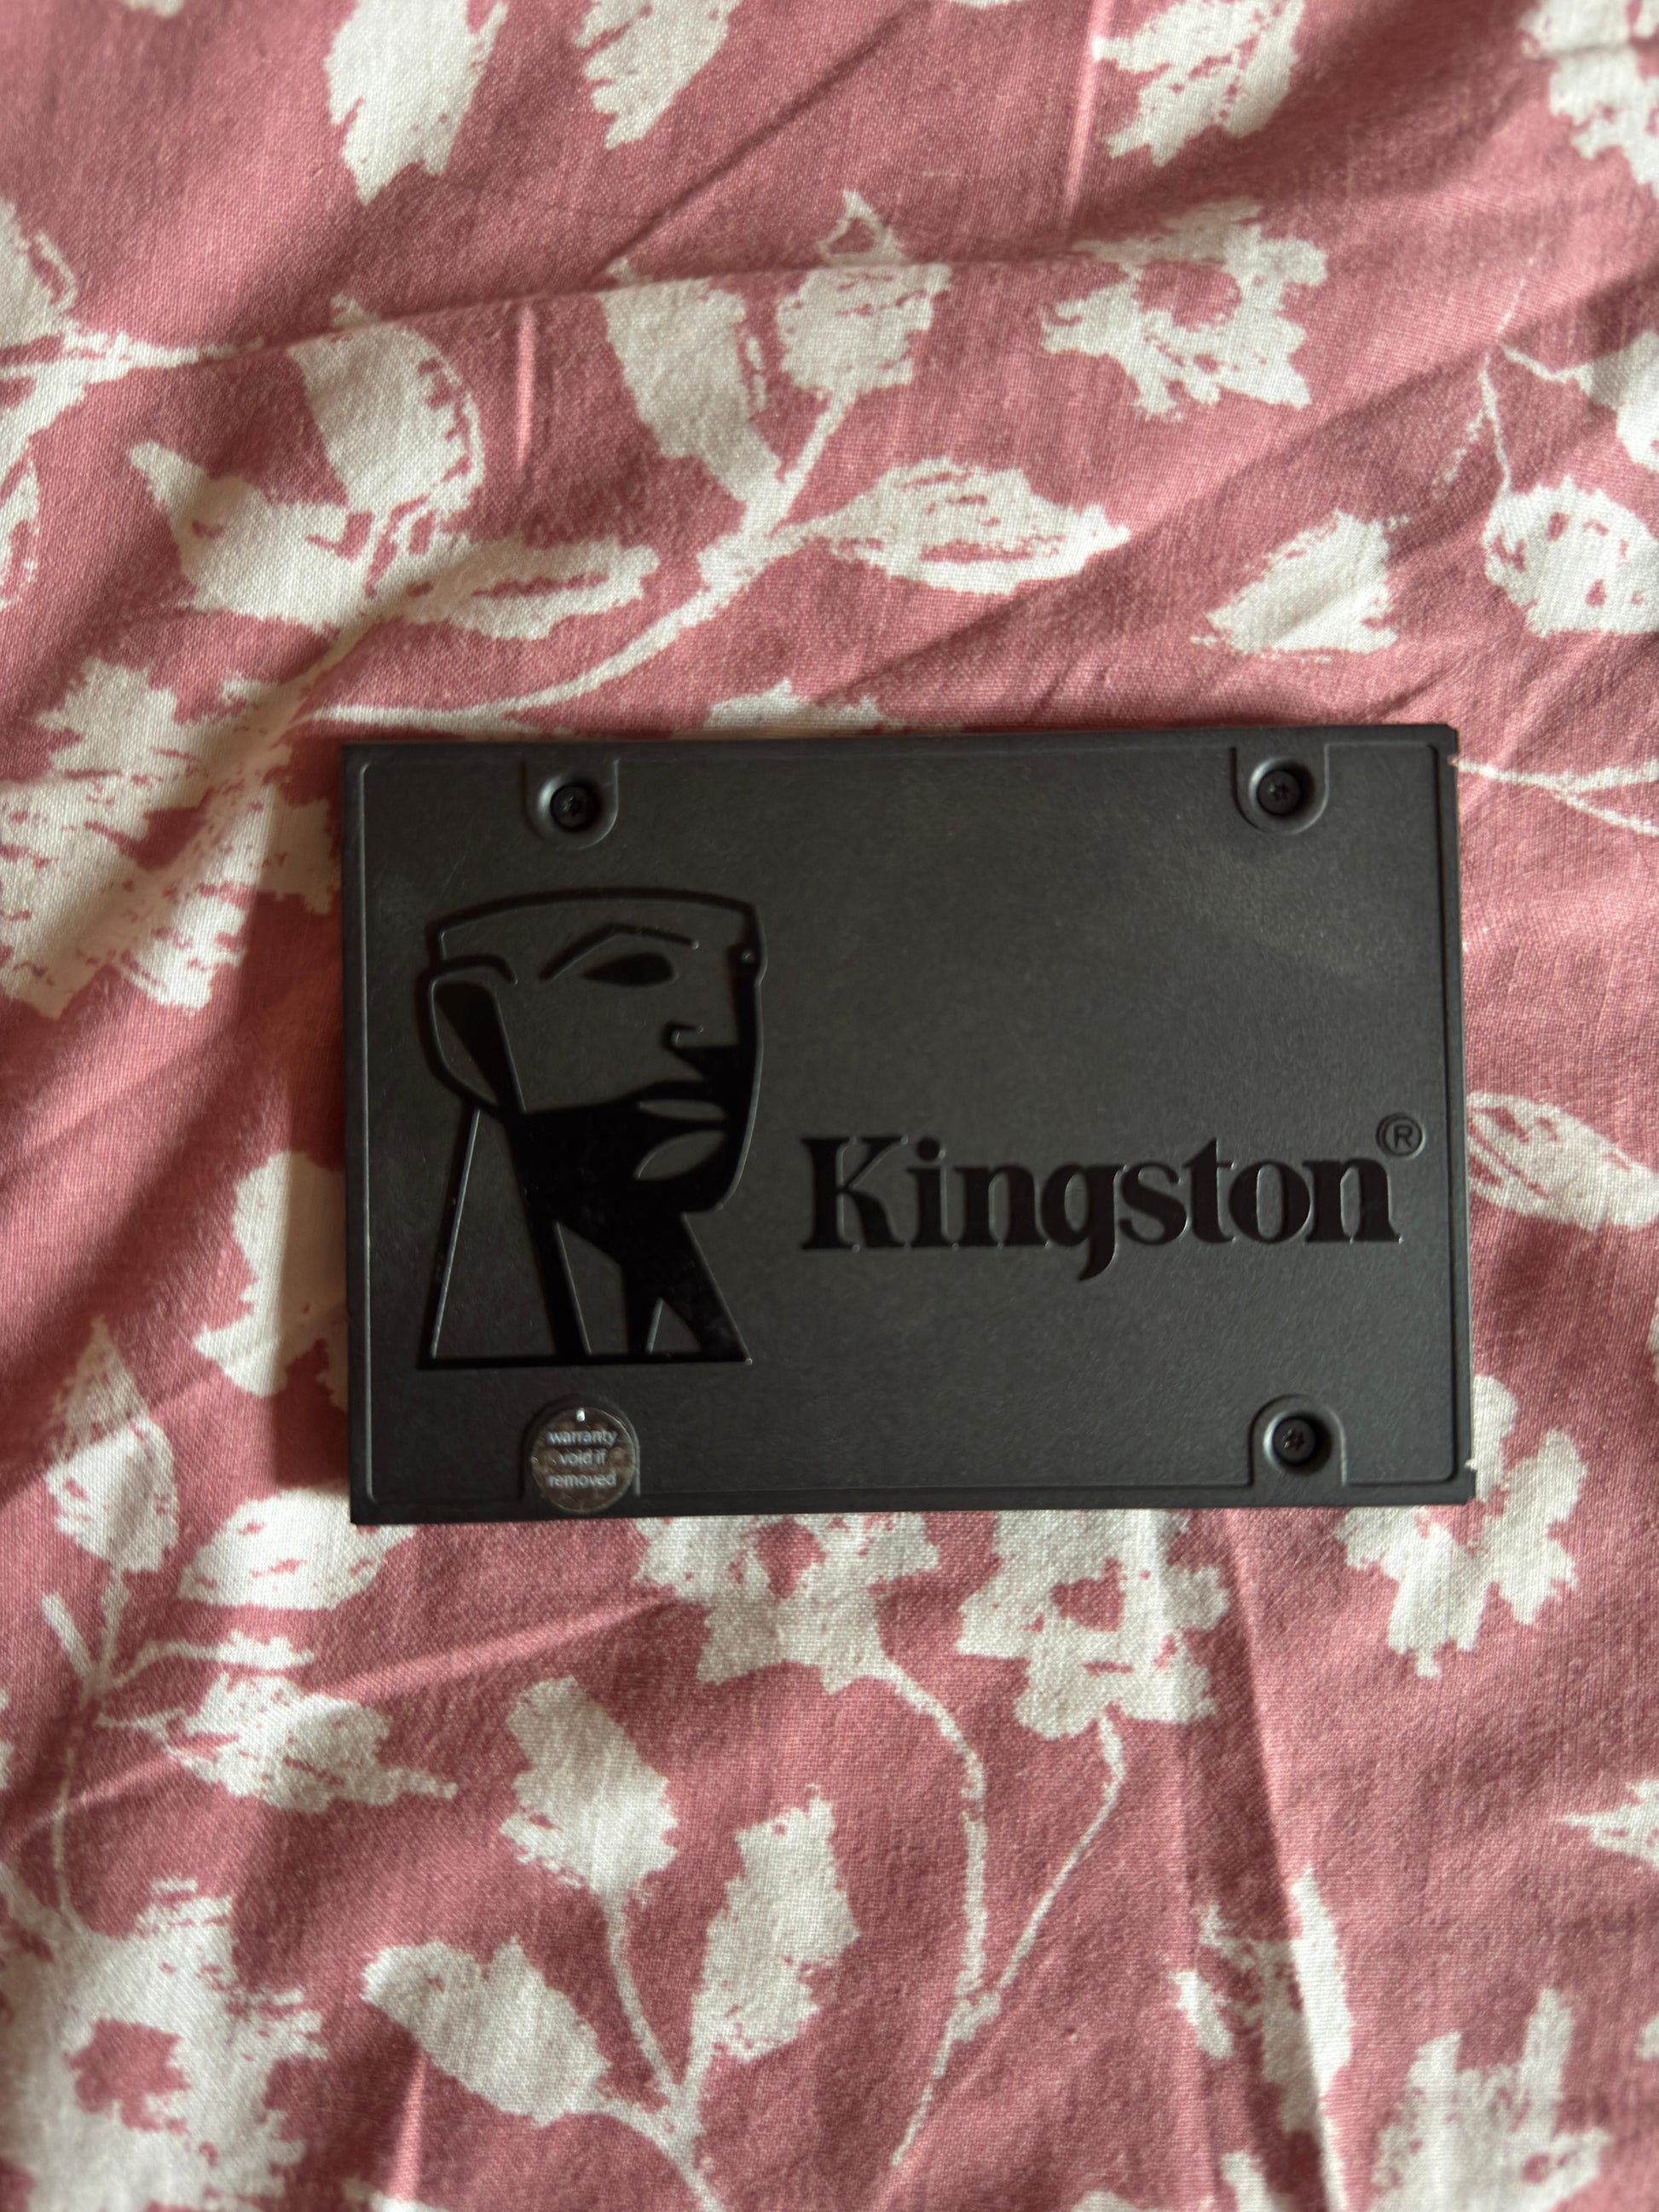 Kingston®
warranty
void if
removed